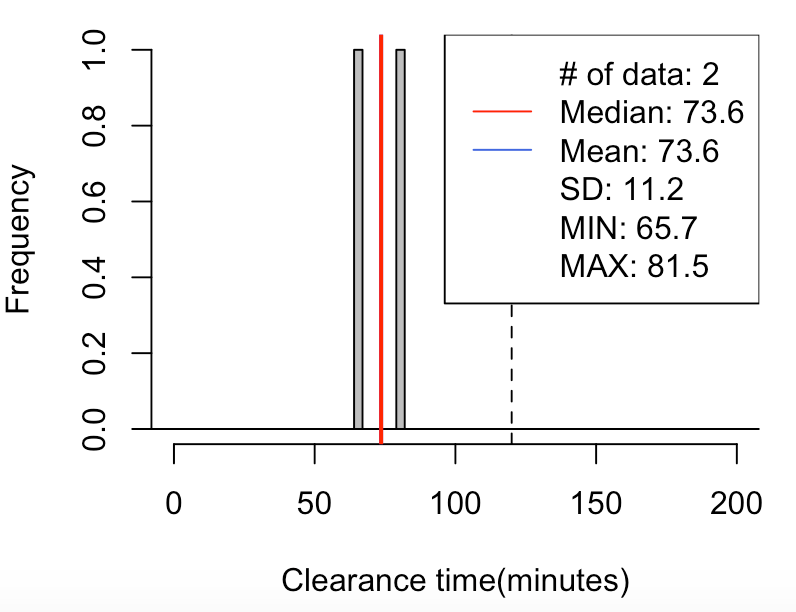 # of data: 2
Median: 73.6
Mean: 73.6
SD: 11.2
MIN: 65.7
MAX: 81.5
Frequency
1.0
0.8
0.6
0.4
0.2
0.0
0 50 100 150 200
Clearance time(minutes)